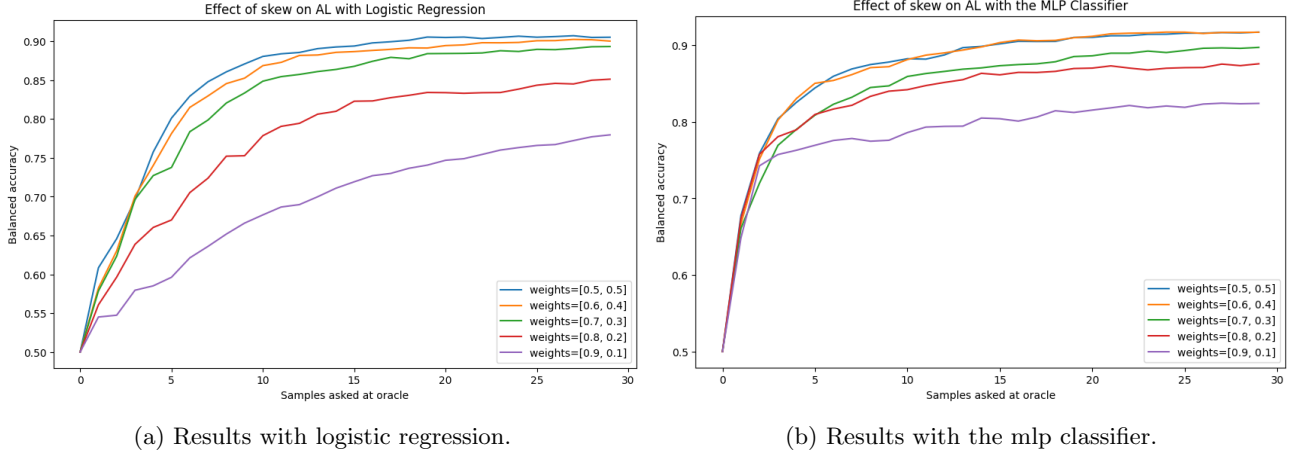 Effect of skew on AL with Logistic Regression
Balanced accuracy
0.90
0.85
0.80
0.75
0.70
0.65
0.60
0.55
0.50
weights=[0.5, 0.5]
weights=[0.6, 0.4]
weights=[0.7, 0.3]
weights=[0.8, 0.2]
weights=[0.9, 0.1]
0
5
10
15
20
25
30
Samples asked at oracle
(a) Results with logistic regression.
Effect of skew on AL with the MLP Classifier
Balanced accuracy
0.9
0.8
0.7
0.6
0.5
weights=[0.5, 0.5]
weights=[0.6, 0.4]
weights=[0.7, 0.3]
weights=[0.8, 0.2]
weights=[0.9, 0.1]
0
5
10
15
20
25
30
Samples asked at oracle
(b) Results with the mlp classifier.